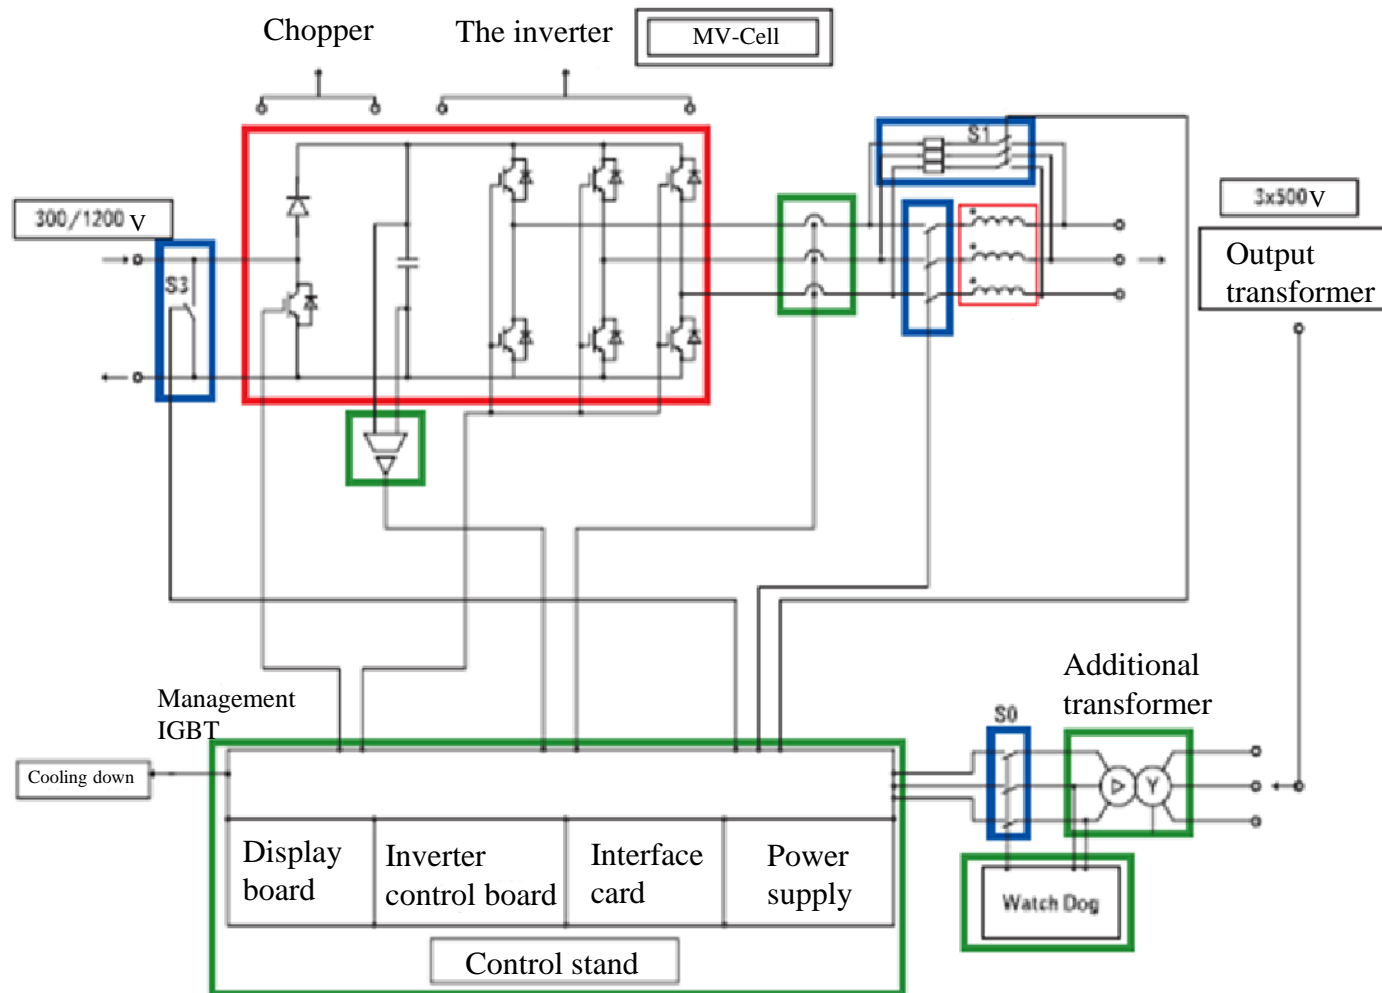 Chopper
The inverter
MV-Cell
S1
300/1200 V
3x500 V
S3
Output
transformer
Management
IGBT
Additional
transformer
S0
Cooling down
Y
Display
board
Inverter
control board
Interface
card
Power
supply
Watch Dog
Control stand